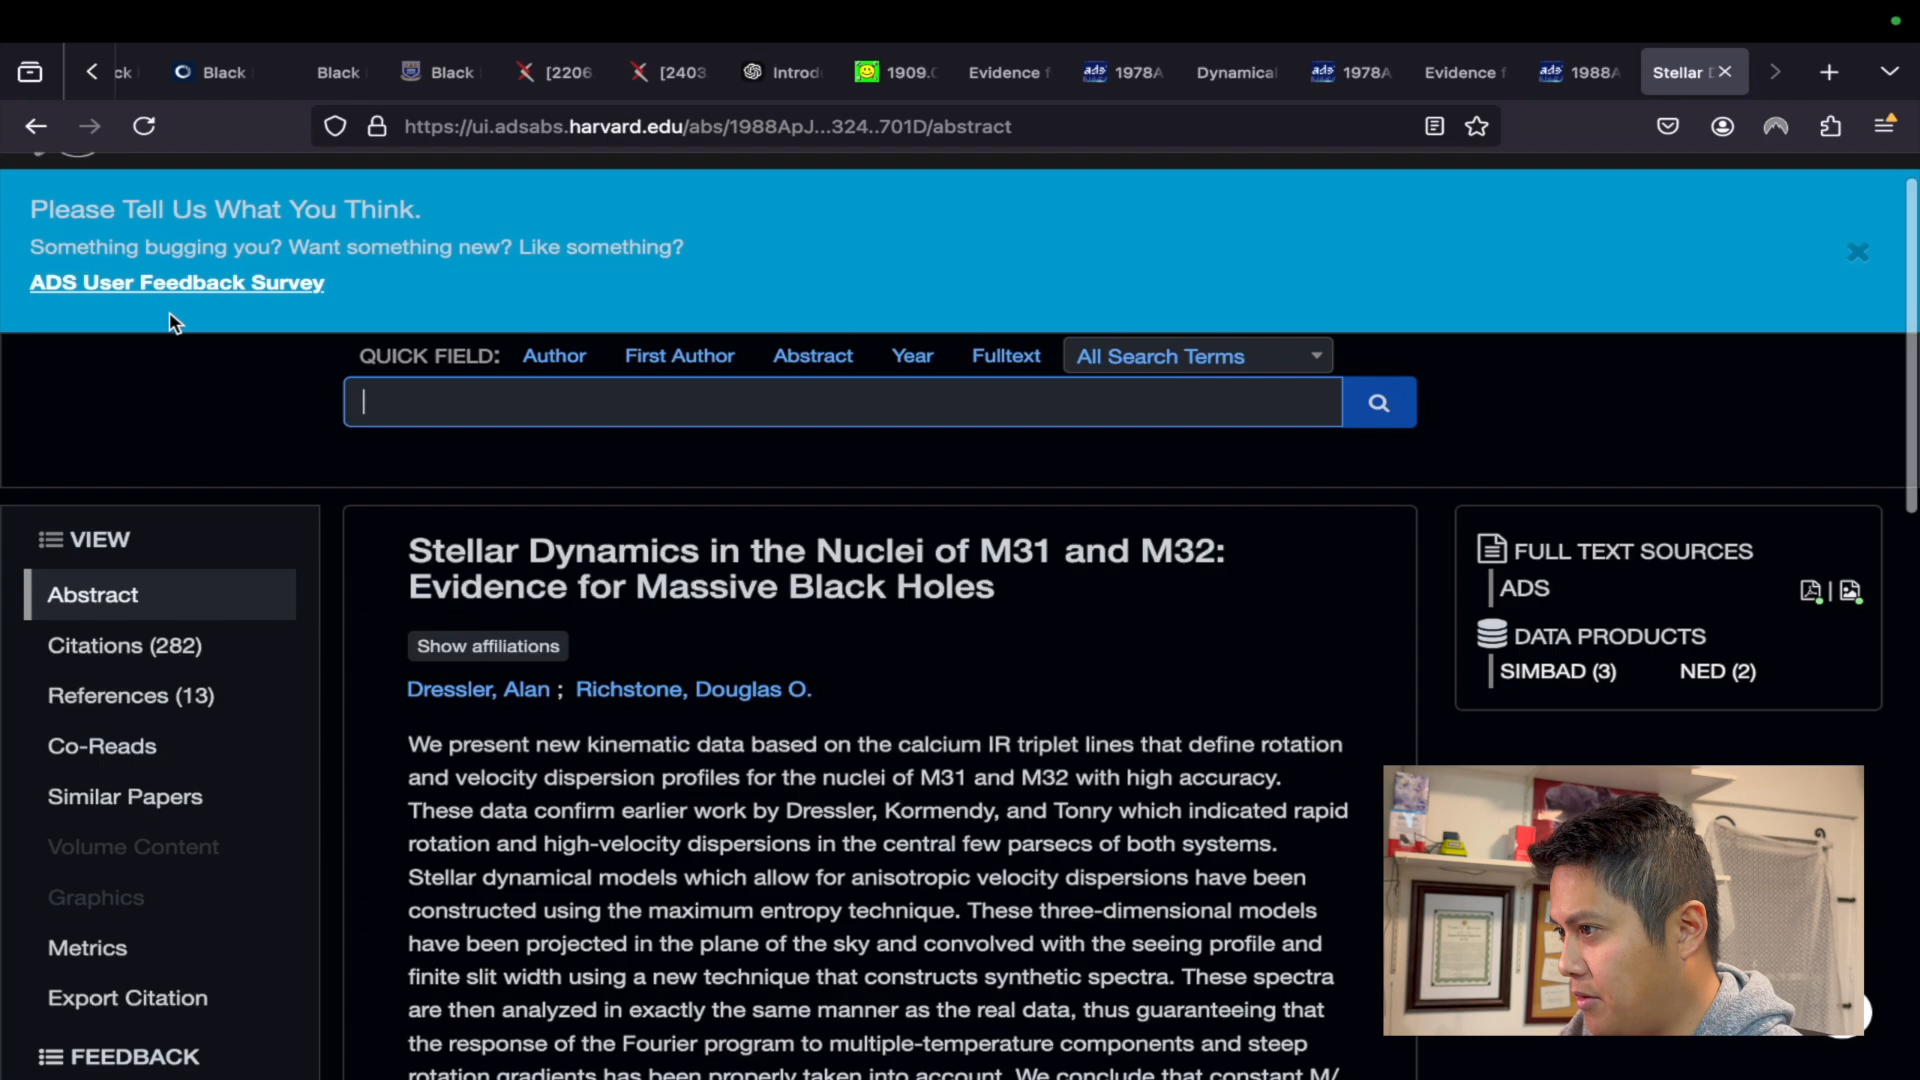 ck
Black
Black
Black
[2206
[2403
Introd
1909.0
Evidence f
ads
1978A
Dynamical
ads
1978A
Evidence f
ads
1988A
Stellar D
https://ui.adsabs.harvard.edu/abs/1988ApJ...324..701D/abstract
Please Tell Us What You Think.
Something bugging you? Want something new? Like something?
ADS User Feedback Survey
QUICK FIELD: Author First Author Abstract Year Fulltext All Search Terms
VIEW
Abstract
Citations (282)
References (13)
Co-Reads
Similar Papers
Volume Content
Graphics
Metrics
Export Citation
FEEDBACK
Stellar Dynamics in the Nuclei of M31 and M32:
Evidence for Massive Black Holes
Show affiliations
Dressler, Alan ; Richstone, Douglas O.
We present new kinematic data based on the calcium IR triplet lines that define rotation
and velocity dispersion profiles for the nuclei of M31 and M32 with high accuracy.
These data confirm earlier work by Dressler, Kormendy, and Tonry which indicated rapid
rotation and high-velocity dispersions in the central few parsecs of both systems.
Stellar dynamical models which allow for anisotropic velocity dispersions have been
constructed using the maximum entropy technique. These three-dimensional models
have been projected in the plane of the sky and convolved with the seeing profile and
finite slit width using a new technique that constructs synthetic spectra. These spectra
are then analyzed in exactly the same manner as the real data, thus guaranteeing that
the response of the Fourier program to multiple-temperature components and steep
rotation gradients has been properly taken into account. We conclude that constant M/
FULL TEXT SOURCES
ADS
DATA PRODUCTS
SIMBAD (3) NED (2)